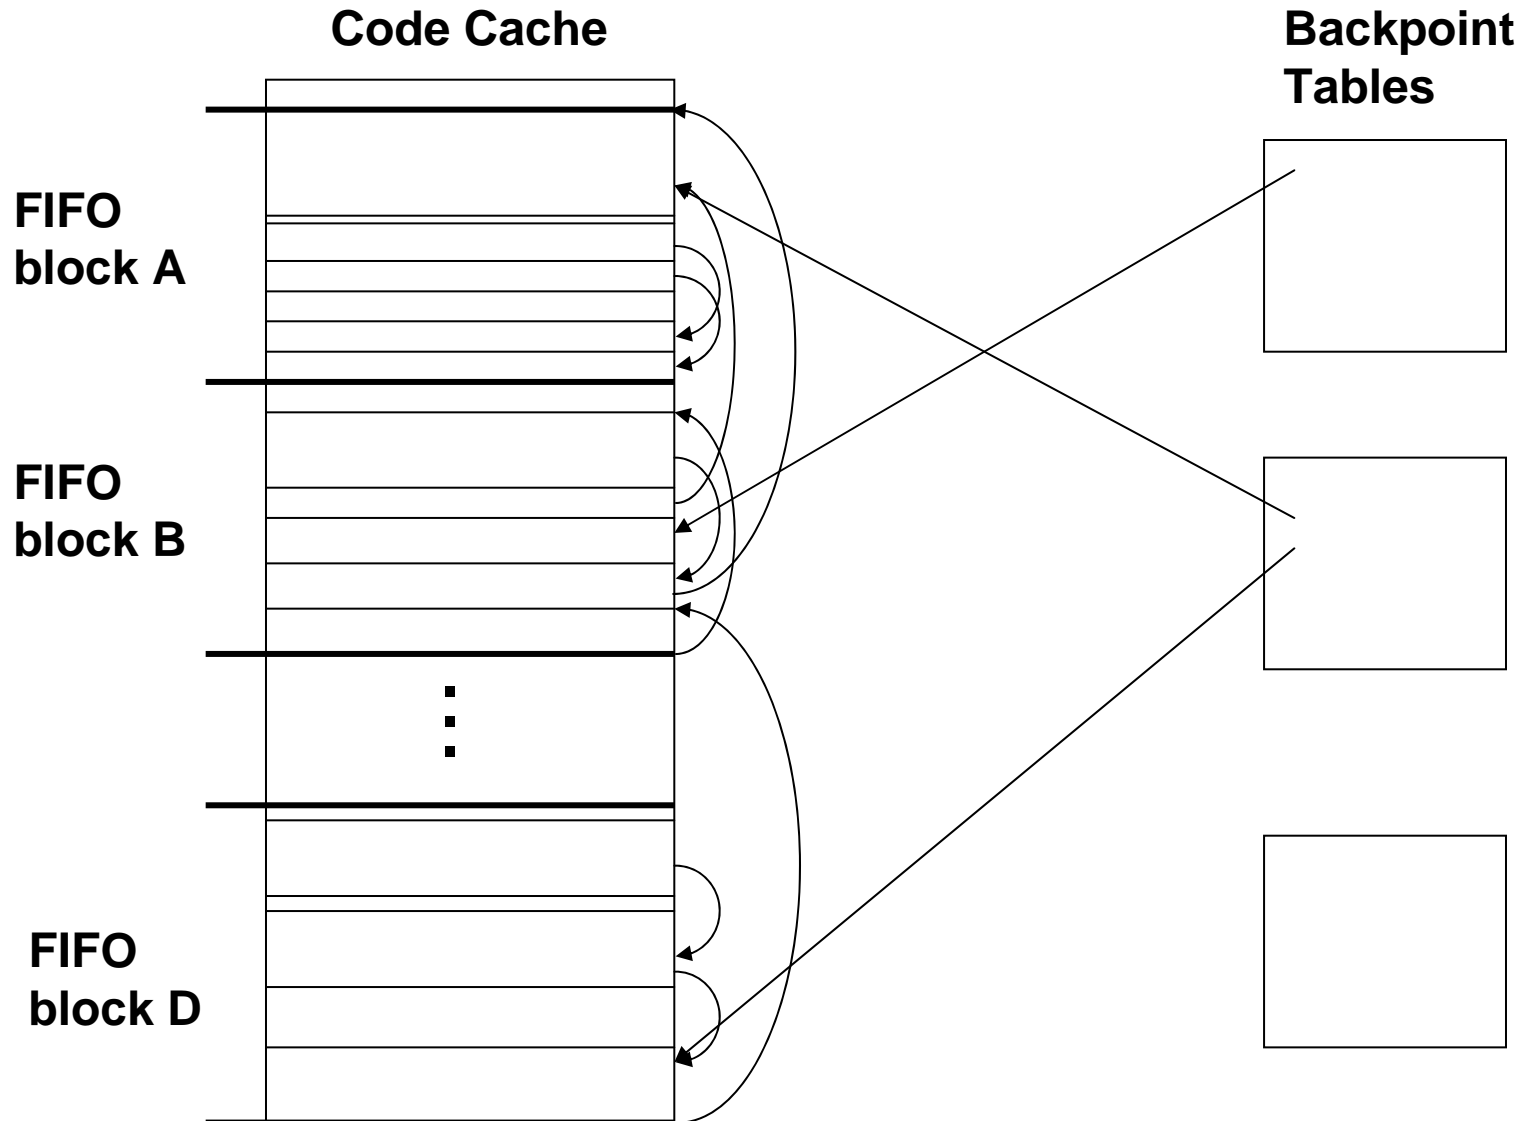 Code Cache
Backpoint
Tables
FIFO
block A
FIFO
block B
FIFO
block D